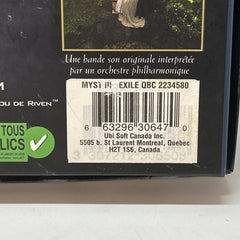 Une bande son originale interprétée
par un orchestre philharmonique
MYST III: EXILE QBC 2234580
OU DE RIVEN™
6 63296 30647 0
TOUS
LICS
Ubi Soft Canada Inc.
5505 b. St Laurent Montreal, Quebec
H2T 1S6, Canada